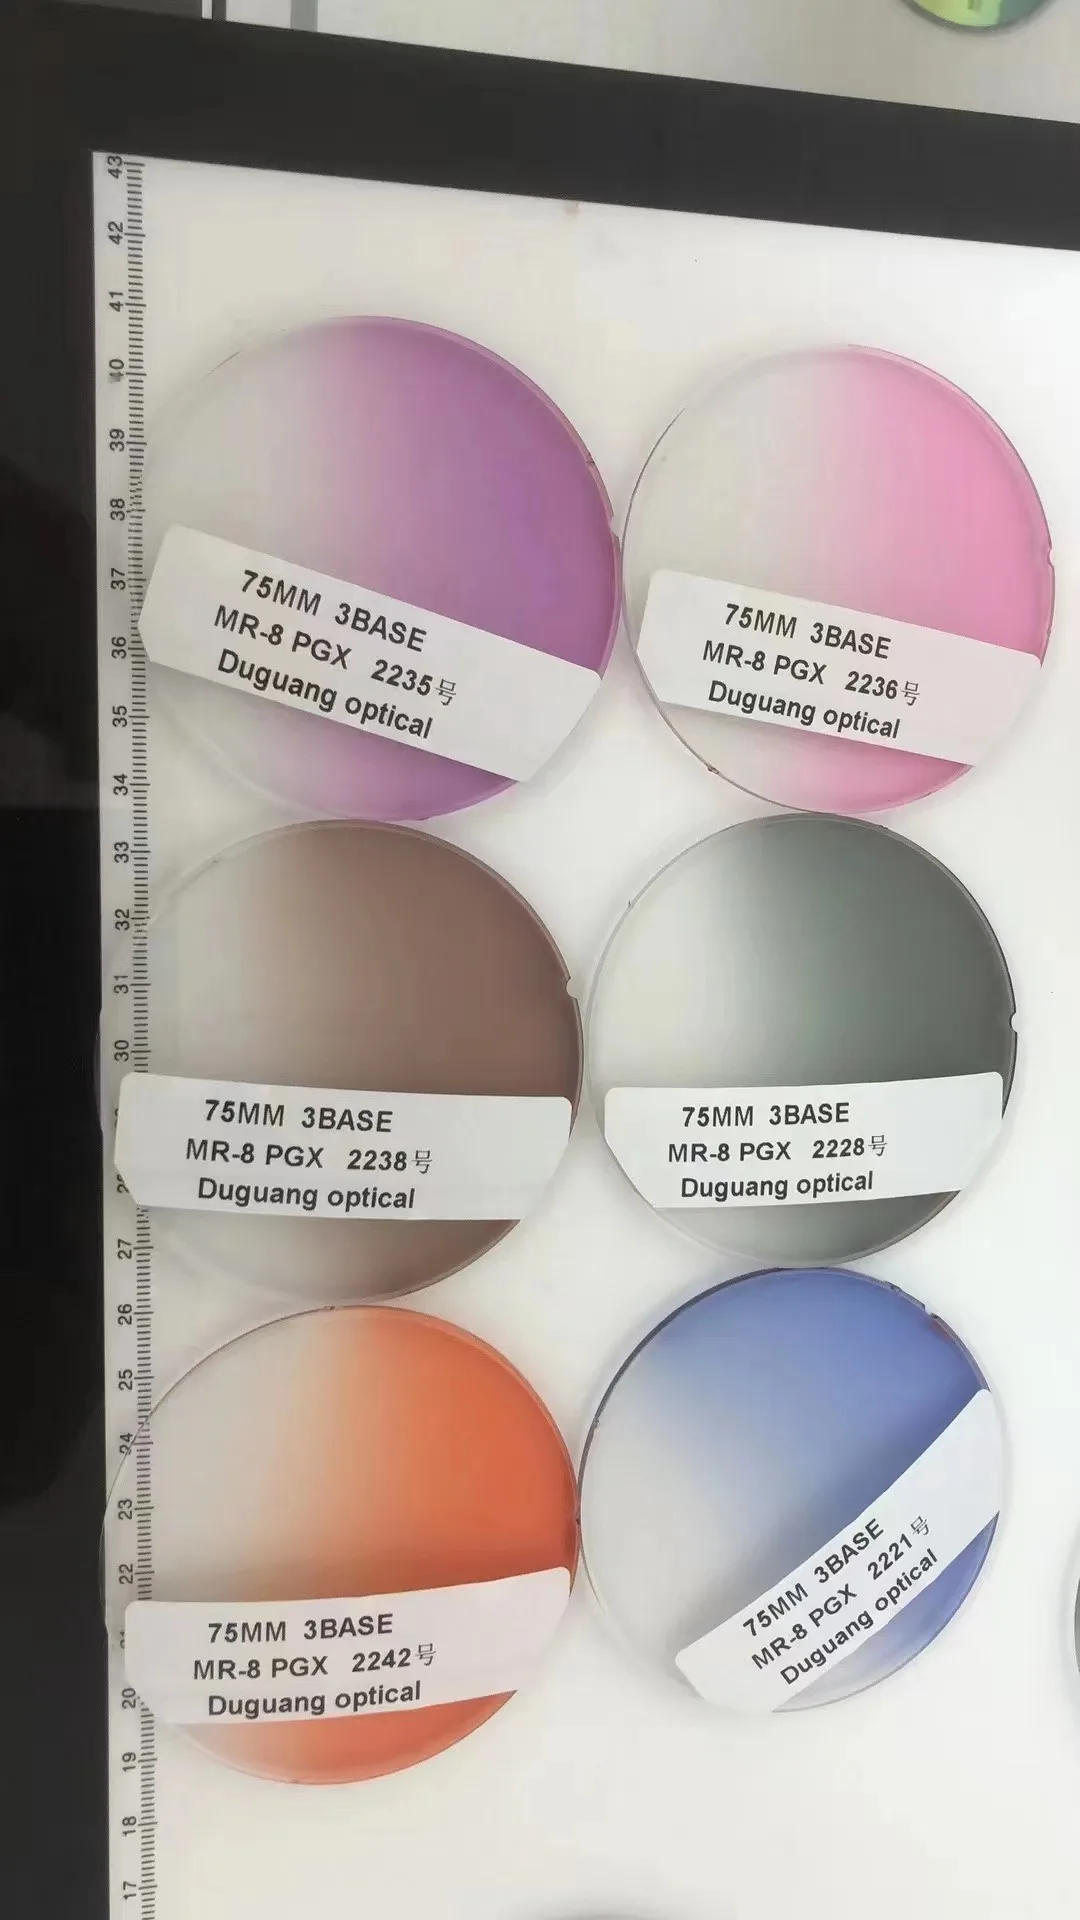 43
42
41
40
39
38
37
36
35
34
33
32
31
30
27
26
25
24
23
22
20
19
18
17
75MM 3BASE
MR-8 PGX 2235号
Duguang optical
75MM 3BASE
MR-8 PGX 2236号
Duguang optical
75MM 3BASE
MR-8 PGX 2238号
Duguang optical
75MM 3BASE
MR-8 PGX 2228号
Duguang optical
75MM 3BASE
MR-8 PGX 2242号
Duguang optical
75MM 3BASE
MR-8 PGX 2221号
Duguang optical